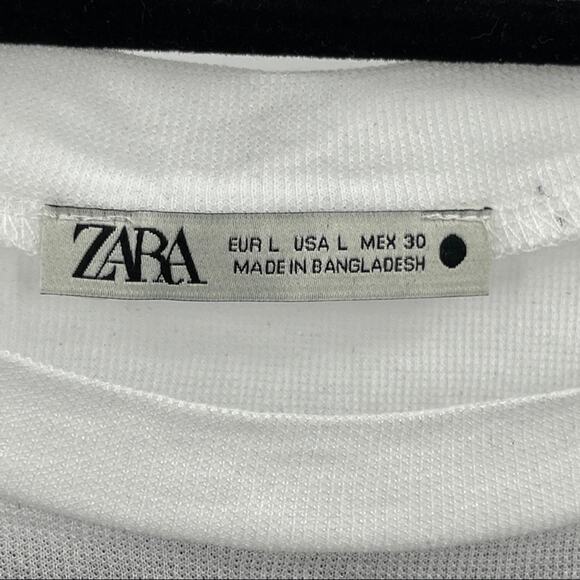 ZARA
EUR L USA L MEX 30
MADE IN BANGLADESH